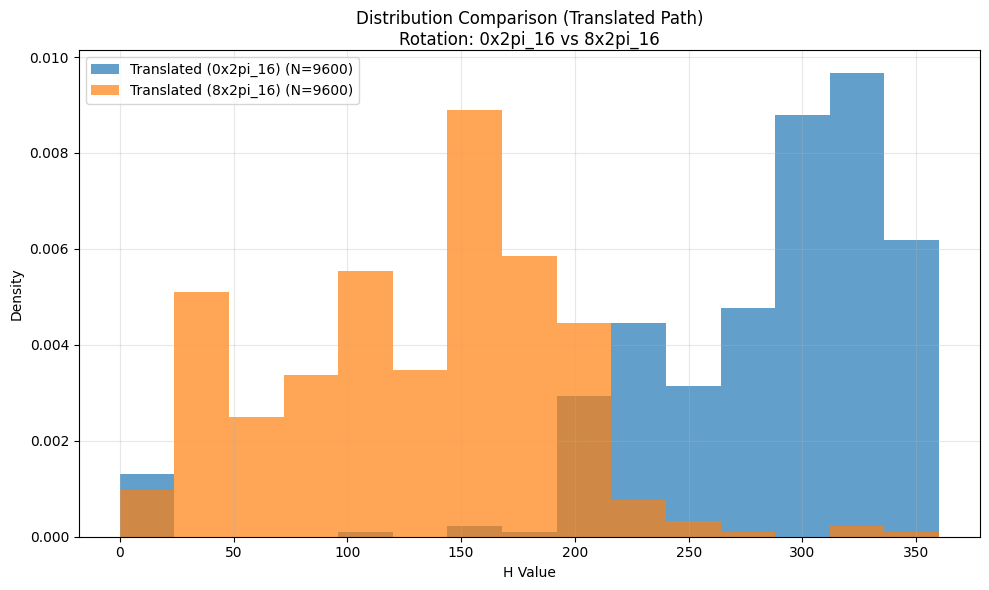 Distribution Comparison (Translated Path)
Rotation: 0x2pi_16 vs 8x2pi_16
Translated (0x2pi_16) (N=9600)
Translated (8x2pi_16) (N=9600)
Density
0.010
0.008
0.006
0.004
0.002
0.000
0 50 100 150 200 250 300 350
H Value